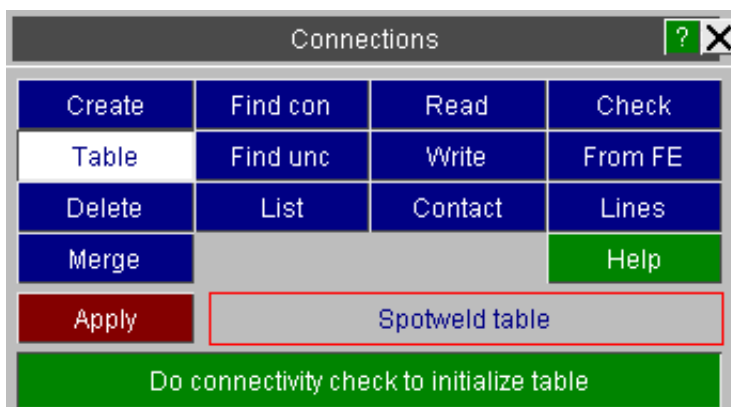 Connections ?
Create Find con Read Check
Table Find unc Write From FE
Delete List Contact Lines
Merge Help
Apply Spotweld table
Do connectivity check to initialize table